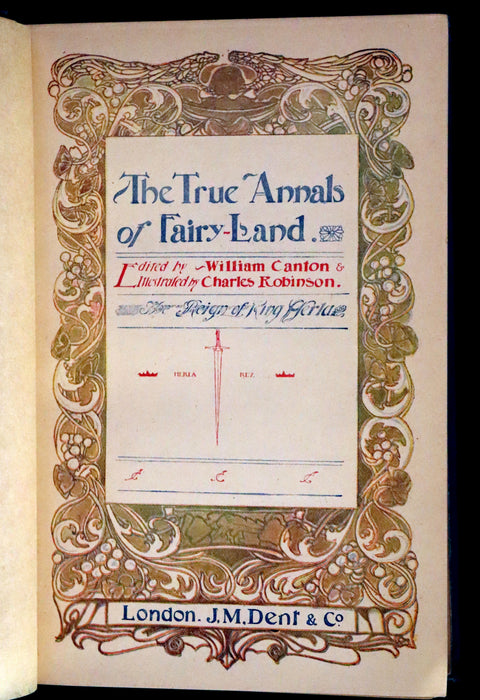 The True Annals
of Fairy-Land.
Edited by William Canton &
Illustrated by Charles Robinson.
The Reign of King Herla
HERLA REX
London. J.M. Dent & Co.